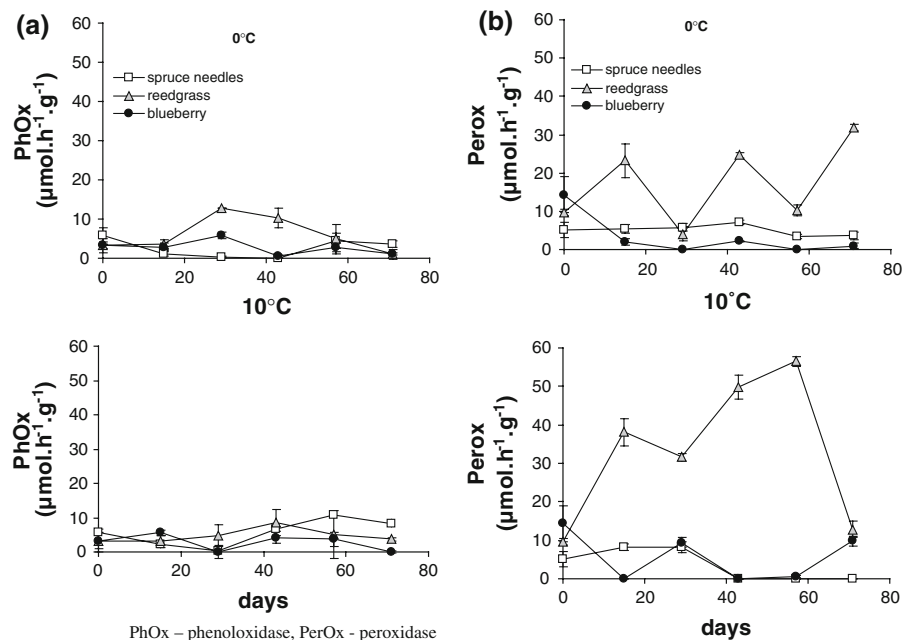 (a)
0°C
60
50
40
30
20
10
0
PhOx
(µmol.h⁻¹.g⁻¹)
spruce needles
reedgrass
blueberry
0 20 40 60 80
10°C
(b)
0°C
60
50
40
30
20
10
0
Perox
(µmol.h⁻¹.g⁻¹)
spruce needles
reedgrass
blueberry
0 20 40 60 80
10˚C
60
50
40
30
20
10
0
PhOx
(µmol.h⁻¹.g⁻¹)
0 20 40 60 80
days
60
50
40
30
20
10
0
Perox
(µmol.h⁻¹.g⁻¹)
0 20 40 60 80
days
PhOx – phenoloxidase, PerOx - peroxidase